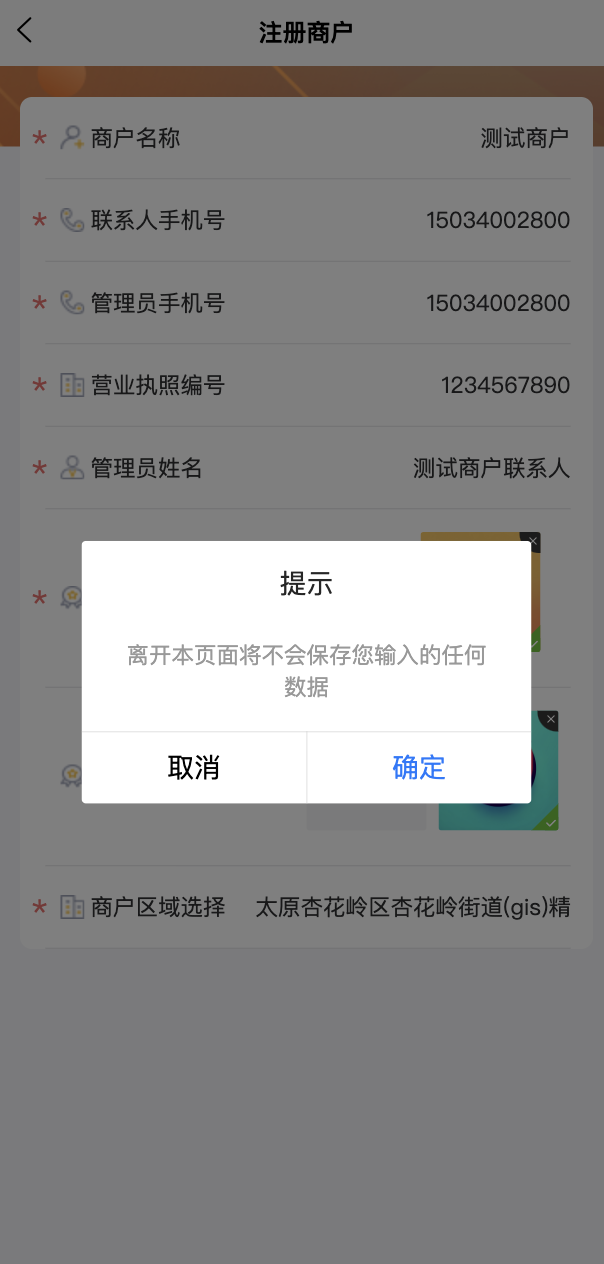 注册商户
* 商户名称 测试商户
* 联系人手机号 15034002800
* 管理员手机号 15034002800
* 营业执照编号 1234567890
* 管理员姓名 测试商户联系人
*
提示
离开本页面将不会保存您输入的任何
数据
取消 确定
* 商户区域选择 太原杏花岭区杏花岭街道(gis)精